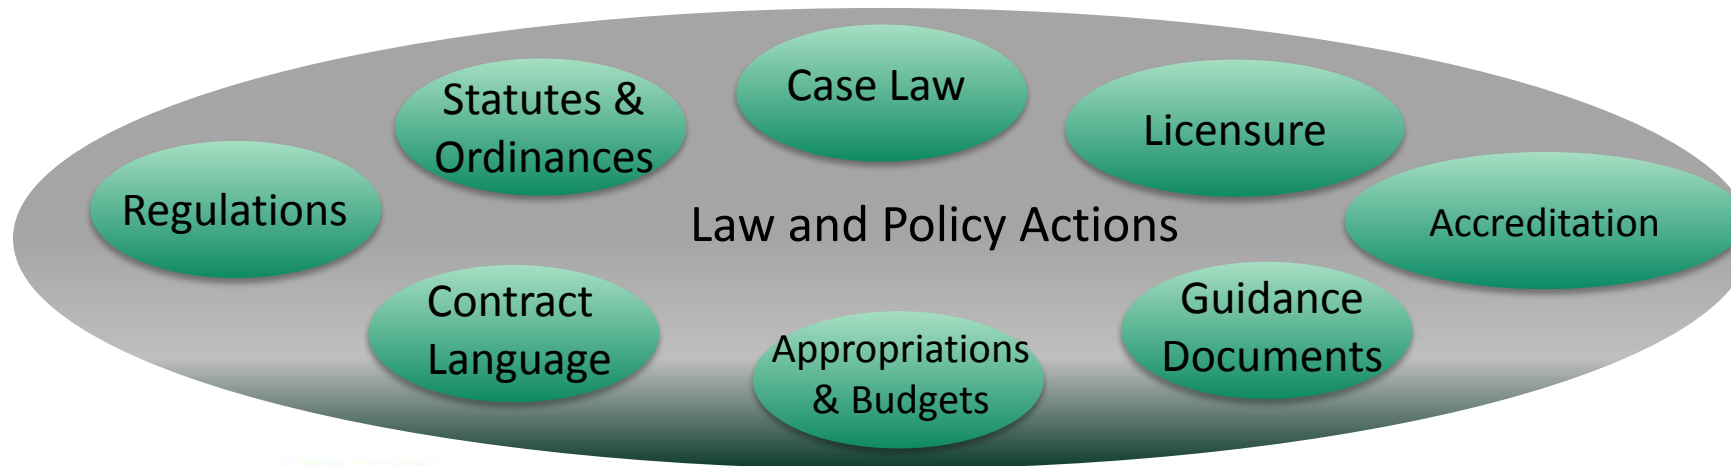 Case Law
Statutes &
Ordinances
Licensure
Regulations
Law and Policy Actions
Accreditation
Contract
Language
Guidance
Documents
Appropriations
& Budgets